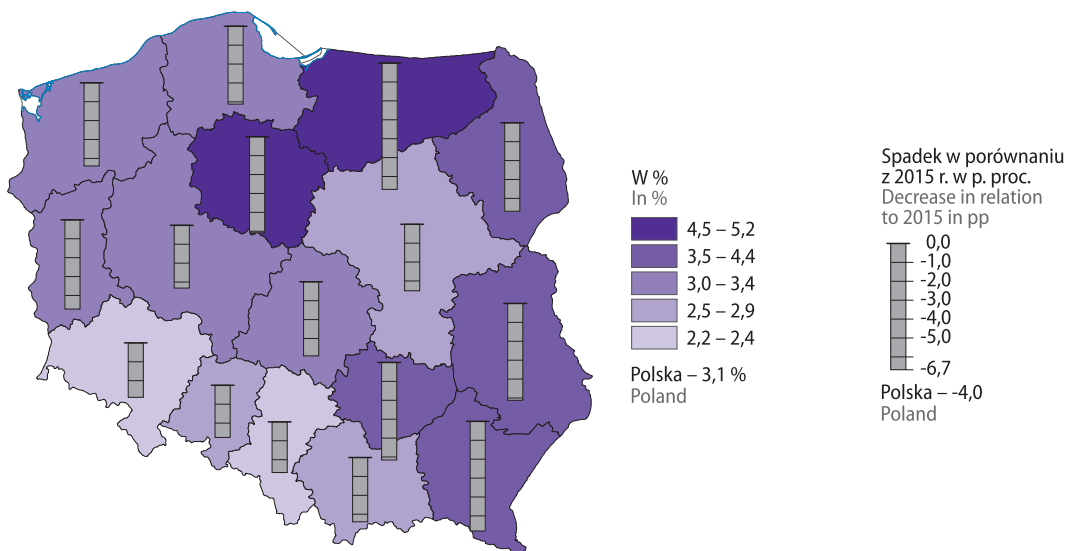 W %
In %
4,5 – 5,2
3,5 – 4,4
3,0 – 3,4
2,5 – 2,9
2,2 – 2,4
Polska – 3,1 %
Poland
Spadek w porównaniu
z 2015 r. w p. proc.
Decrease in relation
to 2015 in pp
0,0
-1,0
-2,0
-3,0
-4,0
-5,0
-6,7
Polska – -4,0
Poland